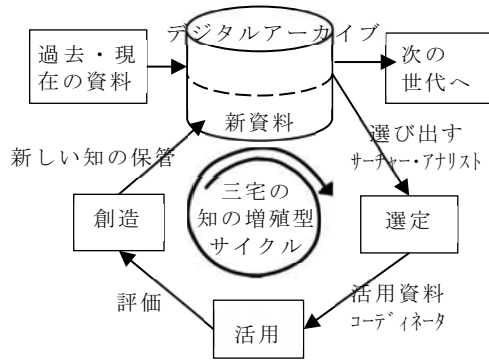 デジタルアーカイブ
過去・現
在の資料
次の
世代へ
新資料
選び出す
サーチャー・アナリスト
新しい知の保管
三宅の
知の増殖型
サイクル
創造
選定
活用資料
コーディネータ
評価
活用